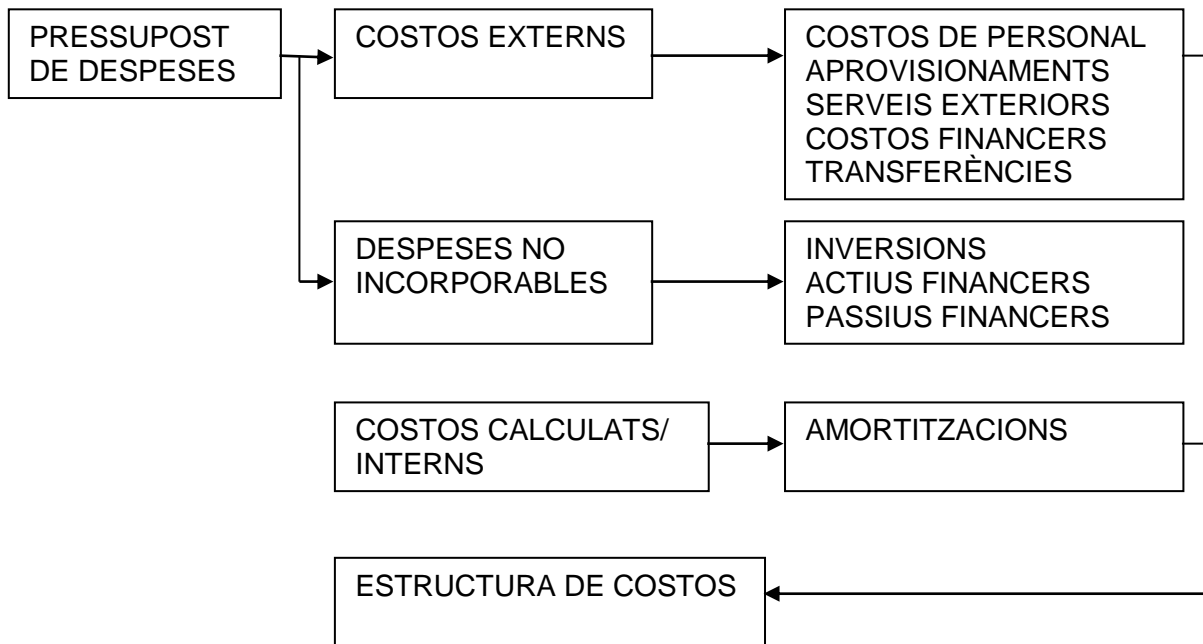 PRESSUPOST
DE DESPESES
COSTOS EXTERNS
COSTOS DE PERSONAL
APROVISIONAMENTS
SERVEIS EXTERIORS
COSTOS FINANCERS
TRANSFERÈNCIES
DESPESES NO
INCORPORABLES
INVERSIONS
ACTIUS FINANCERS
PASSIUS FINANCERS
COSTOS CALCULATS/
INTERNS
AMORTITZACIONS
ESTRUCTURA DE COSTOS